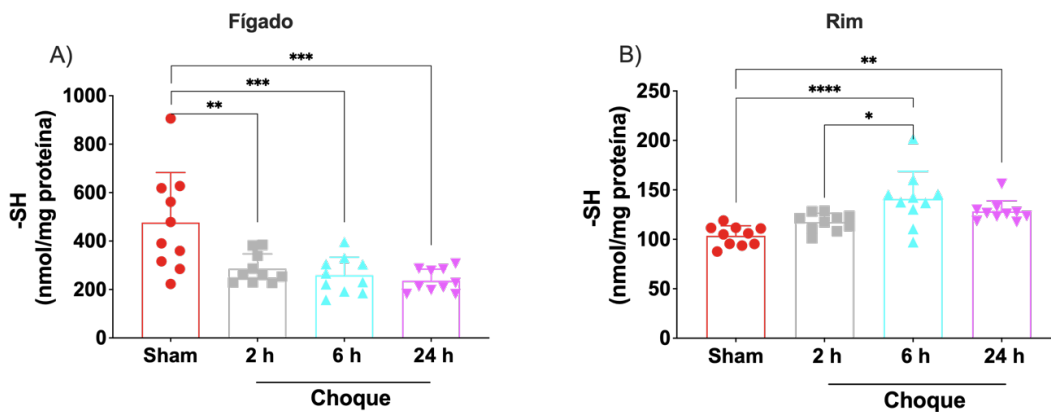 Fígado
A)
***
***
**
1000
800
600
400
200
0
-SH
(nmol/mg proteína)
Sham 2 h 6 h 24 h
Choque
Rim
B)
**
****
*
250
200
150
100
50
0
-SH
(nmol/mg proteína)
Sham 2 h 6 h 24 h
Choque